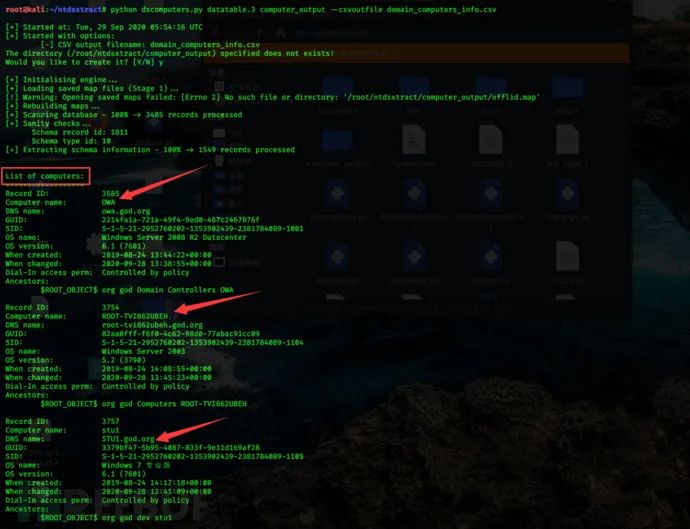 root@kali:~/ntdsxtract# python dscomputers.py datatable.3 computer_output --csvoutfile domain_computers_info.csv
[+] Started at: Tue, 29 Sep 2020 05:54:16 UTC
[+] Started with options:
[-] CSV output filename: domain_computers_info.csv
The directory (/root/ntdsxtract/computer_output) specified does not exists!
Would you like to create it? [Y/N] y
[+] Initialising engine...
[+] Loading saved map files (Stage 1)...
[!] Warning: Opening saved maps failed: [Errno 2] No such file or directory: '/root/ntdsxtract/computer_output/offlid.map'
[+] Rebuilding maps...
[+] Scanning database - 100% → 3485 records processed
[+] Sanity checks...
Schema record id: 1811
Schema type id: 10
[+] Extracting schema information - 100% → 1549 records processed
List of computers:
Record ID: 3585
Computer name: OWA
DNS name: owa.god.org
GUID: 2214fa1a-721a-49f4-9ed0-467c2467876f
SID: S-1-5-21-2952760202-1353902439-2381784089-1001
OS name: Windows Server 2008 R2 Datacenter
OS version: 6.1 (7601)
When created: 2019-08-24 13:44:22+00:00
When changed: 2020-09-28 13:38:55+00:00
Dial-In access perm: Controlled by policy
Ancestors:
$ROOT_OBJECT$ org god Domain Controllers OWA
Record ID: 3754
Computer name: ROOT-TVI862UBEH
DNS name: root-tvi862ubeh.god.org
GUID: 82aa0fff-f6f0-4c62-98d0-77abac91cc09
SID: S-1-5-21-2952760202-1353902439-2381784089-1104
OS name: Windows Server 2003
OS version: 5.2 (3790)
When created: 2019-08-24 14:08:55+00:00
When changed: 2020-09-28 13:45:23+00:00
Dial-In access perm: Controlled by policy
Ancestors:
$ROOT_OBJECT$ org god Computers ROOT-TVI862UBEH
Record ID: 3757
Computer name: stu1
DNS name: STU1.god.org
GUID: 3379bf47-5b95-4087-833f-9e11d169af28
SID: S-1-5-21-2952760202-1353902439-2381784089-1105
OS name: Windows 7 专业版
OS version: 6.1 (7601)
When created: 2019-08-24 14:17:18+00:00
When changed: 2020-09-28 13:41:09+00:00
Dial-In access perm: Controlled by policy
Ancestors:
$ROOT_OBJECT$ org god dev stu1